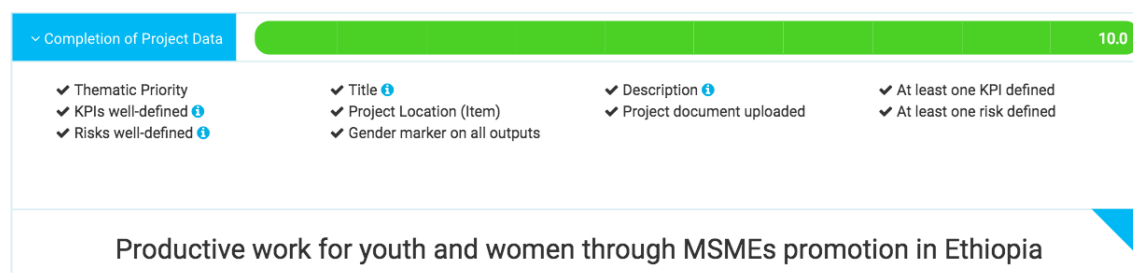 Completion of Project Data 10.0
Thematic Priority Title Description At least one KPI defined
KPIs well-defined Project Location (Item) Project document uploaded At least one risk defined
Risks well-defined Gender marker on all outputs
Productive work for youth and women through MSMEs promotion in Ethiopia